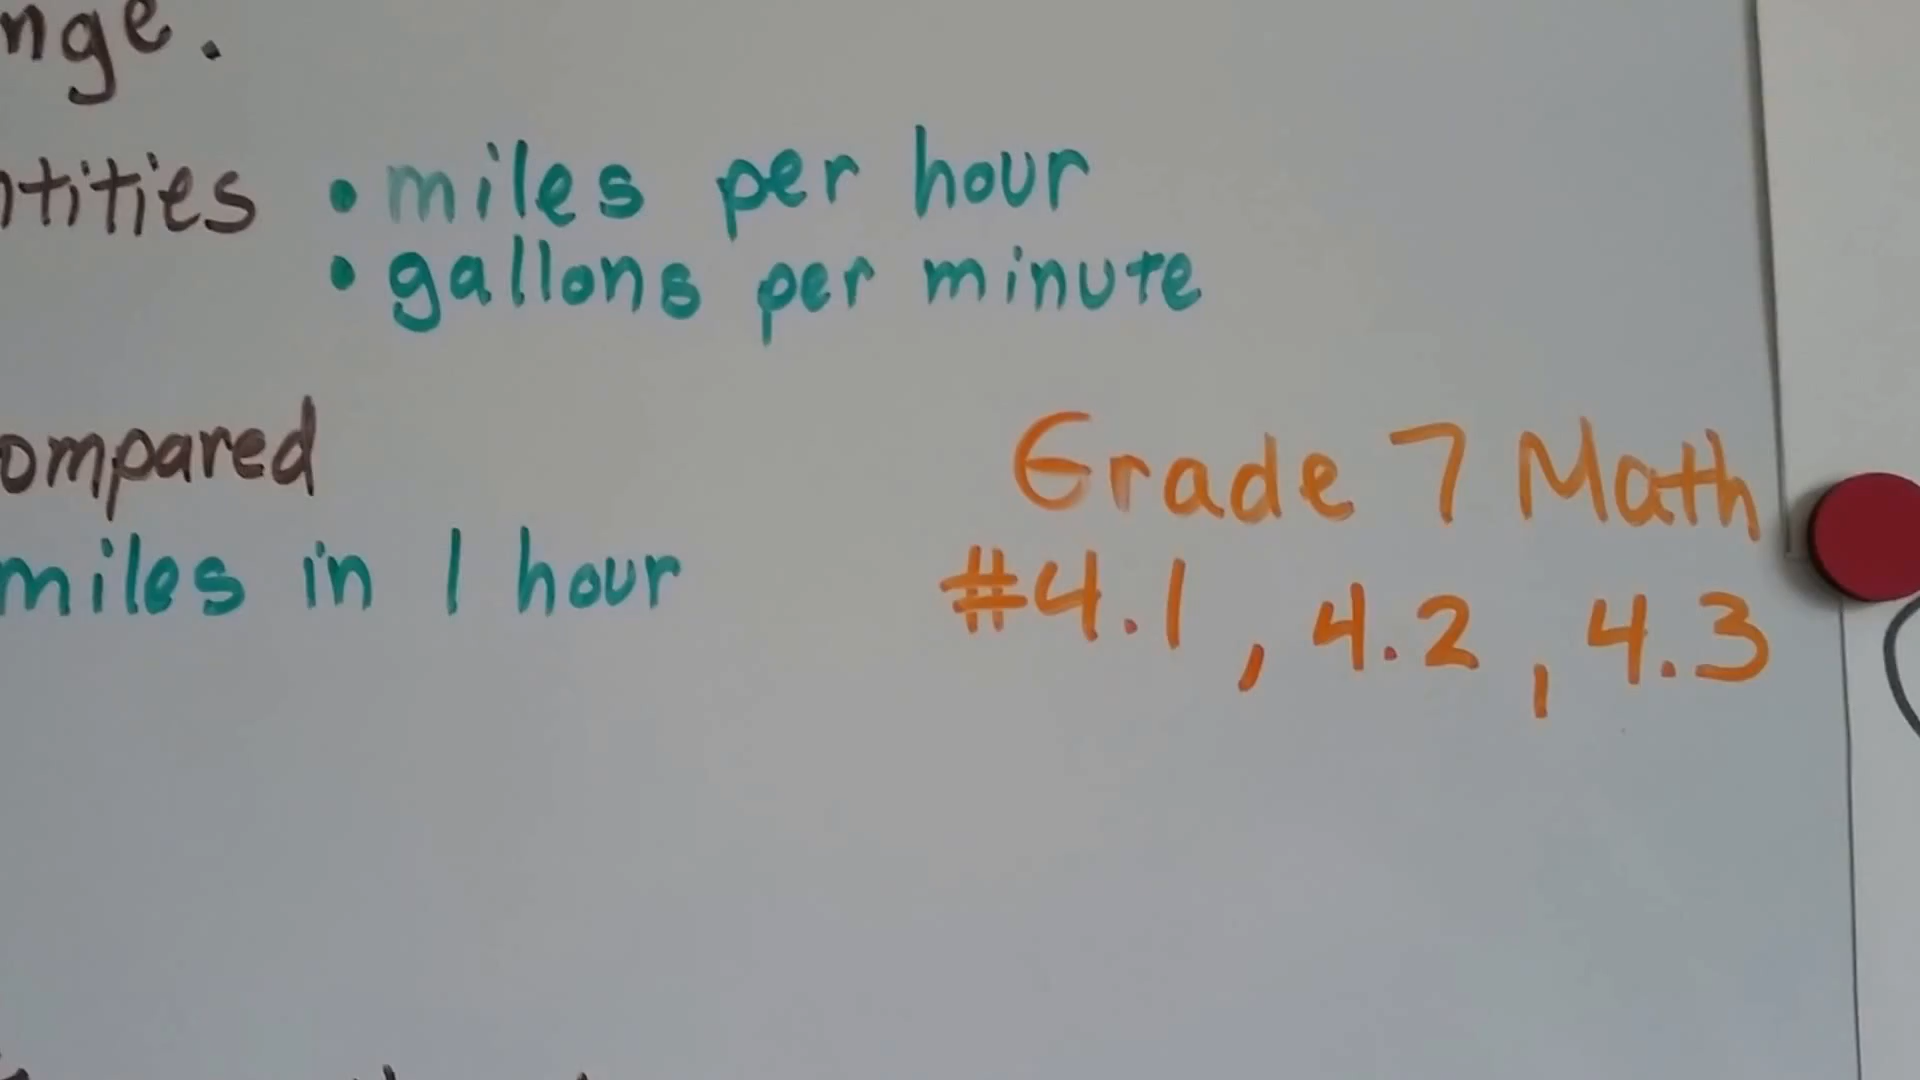 nge.
ntities • miles per hour
• gallons per minute
ompared
miles in 1 hour
Grade 7 Math
#4.1, 4.2, 4.3